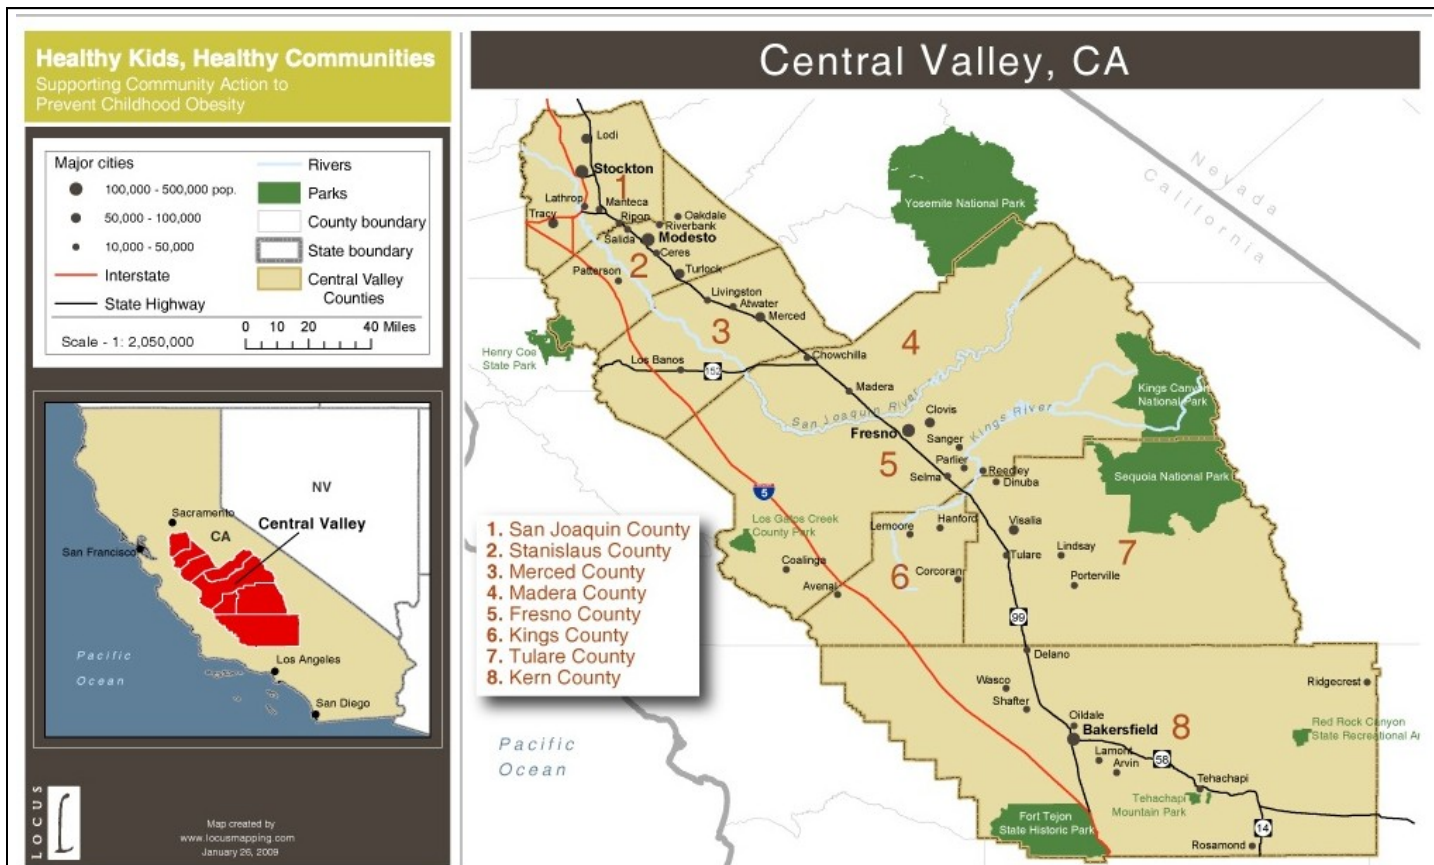 Healthy Kids, Healthy Communities
Supporting Community Action to
Prevent Childhood Obesity
Major cities
100,000 - 500,000 pop.
50,000 - 100,000
10,000 - 50,000
Interstate
State Highway
Rivers
Parks
County boundary
State boundary
Central Valley
Counties
Scale - 1: 2,050,000
0 10 20 40 Miles
NV
Sacramento
Central Valley
CA
San Francisco
Pacific
Ocean
Los Angeles
San Diego
LOCUS
L
Map created by
www.locusmapping.com
January 26, 2009
Central Valley, CA
Nevada
California
Lodi
Stockton
1
Lathrop
Manteca
Tracy
Ripon
Oakdale
Riverbank
Salida
Modesto
Ceres
2
Patterson
Turlock
Livingston
Atwater
Merced
3
Yosemite National Park
4
Henry Coe
State Park
Los Banos
152
Chowchilla
Madera
San Joaquin River
Kings Canyon
National Park
Clovis
Kings River
Fresno
Sanger
5
Parlier
Selma
Reedley
Dinuba
Sequoia National Park
5
Los Gatos Creek
County Park
Lemoore
Hanford
Visalia
Tulare
Lindsay
7
Coalinga
Avenal
6
Corcoran
Porterville
99
1. San Joaquin County
2. Stanislaus County
3. Merced County
4. Madera County
5. Fresno County
6. Kings County
7. Tulare County
8. Kern County
Delano
Wasco
Shafter
Ridgecrest
Oildale
Bakersfield
8
Red Rock Canyon
State Recreational Ar
Lamont
Arvin
58
Tehachapi
Tehachapi
Mountain Park
Pacific
Ocean
Fort Tejon
State Historic Park
14
Rosamond